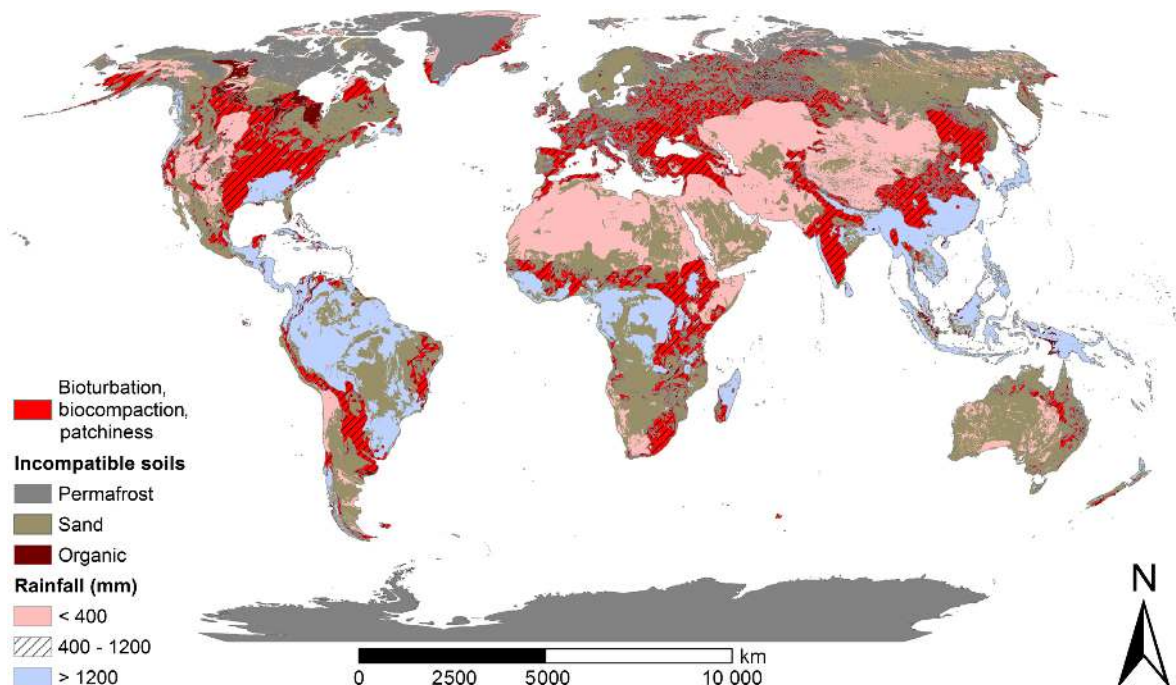 Bioturbation,
biocompaction,
patchiness
Incompatible soils
Permafrost
Sand
Organic
Rainfall (mm)
< 400
400 - 1200
> 1200
0 2500 5000 10 000 km
N